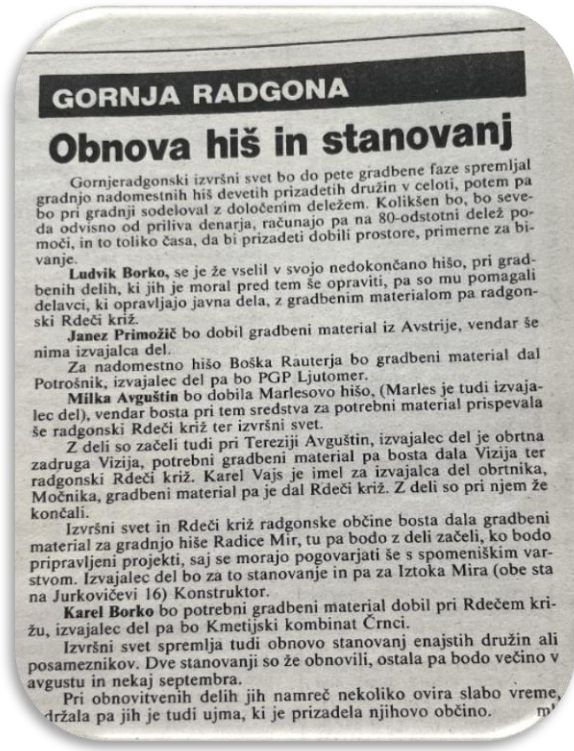 GORNJA RADGONA
Obnova hiš in stanovanj
Gornjeradgonski izvršni svet bo do pete gradbene faze spremljal
gradnjo nadomestnih hiš devetih prizadetih družin v celoti, potem pa
bo pri gradnji sodeloval z določenim deležem. Kolikšen bo, bo seve-
da odvisno od priliva denarja, računajo pa na 80-odstotni delež po-
moči, in to toliko časa, da bi prizadeti dobili prostore, primerne za bi-
vanje.
Ludvik Borko, se je že vselil v svojo nedokončano hišo, pri grad-
benih delih, ki jih je moral pred tem še opraviti, pa so mu pomagali
delavci, ki opravljajo javna dela, z gradbenim materialom pa radgon-
ski Rdeči križ.
Janez Primožič bo dobil gradbeni material iz Avstrije, vendar še
nima izvajalca del.
Za nadomestno hišo Boška Rauterja bo gradbeni material dal
Potrošnik, izvajalec del pa bo PGP Ljutomer.
Milka Avguštin bo dobila Marlesovo hišo, (Marles je tudi izvaja-
lec del), vendar bosta pri tem sredstva za potrebni material prispevala
še radgonski Rdeči križ ter izvršni svet.
Z deli so začeli tudi pri Tereziji Avguštin, izvajalec del je obrtna
zadruga Vizija, potrebni gradbeni material pa bosta dala Vizija ter
radgonski Rdeči križ. Karel Vajs je imel za izvajalca del obrtnika,
Močnika, gradbeni material pa je dal Rdeči križ. Z deli so pri njem že
končali.
Izvršni svet in Rdeči križ radgonske občine bosta dala gradbeni
material za gradnjo hiše Radice Mir, tu pa bodo z deli začeli, ko bodo
pripravljeni projekti, saj se morajo pogovarjati še s spomeniškim var-
stvom. Izvajalec del bo za to stanovanje in pa za Iztoka Mira (obe sta
na Jurkovičevi 16) Konstruktor.
Karel Borko bo potrebni gradbeni material dobil pri Rdečem kri-
žu, izvajalec del pa bo Kmetijski kombinat Črnci.
Izvršni svet spremlja tudi obnovo stanovanj enajstih družin ali
posameznikov. Dve stanovanji so že obnovili, ostala pa bodo večino v
avgustu in nekaj septembra.
Pri obnovitvenih delih jih namreč nekoliko ovira slabo vreme,
držala pa jih je tudi ujma, ki je prizadela njihovo občino.